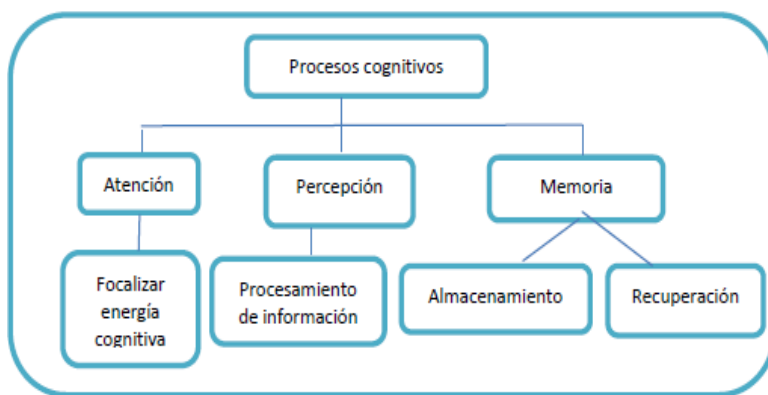 Procesos cognitivos
Atención
Percepción
Memoria
Focalizar
energía
cognitiva
Procesamiento
de información
Almacenamiento
Recuperación